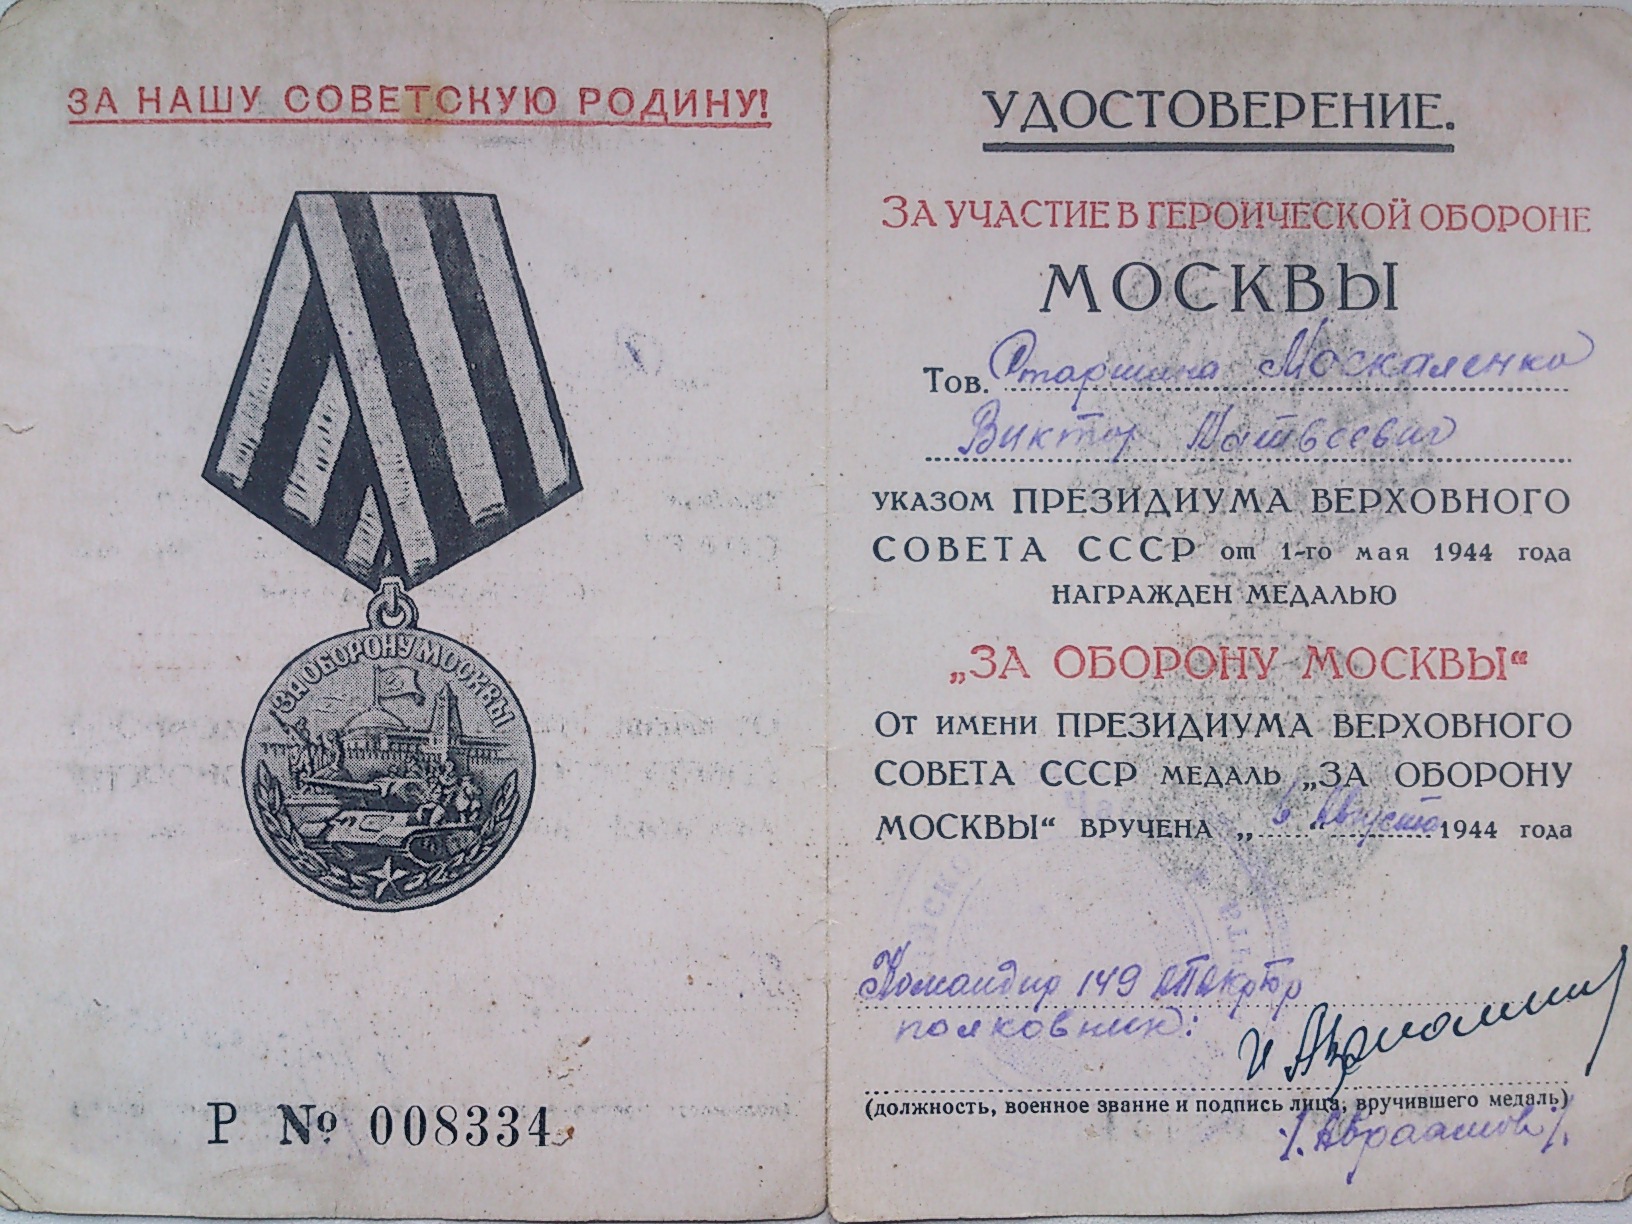 ЗА НАШУ СОВЕТСКУЮ РОДИНУ!
ЗА ОБОРОНУ МОСКВЫ
Р № 008334
УДОСТОВЕРЕНИЕ.
ЗА УЧАСТИЕ В ГЕРОИЧЕСКОЙ ОБОРОНЕ
МОСКВЫ
Тов. Старшина Москаленко
Виктор Матвеевич
УКАЗОМ ПРЕЗИДИУМА ВЕРХОВНОГО
СОВЕТА СССР от 1-го мая 1944 года
НАГРАЖДЕН МЕДАЛЬЮ
„ЗА ОБОРОНУ МОСКВЫ“
От имени ПРЕЗИДИУМА ВЕРХОВНОГО
СОВЕТА СССР МЕДАЛЬ „ЗА ОБОРОНУ
МОСКВЫ“ ВРУЧЕНА „ Августа 1944 года
Командир 149
полковник:
(должность, военное звание и подпись лица, вручившего медаль)
/Авраамов/.